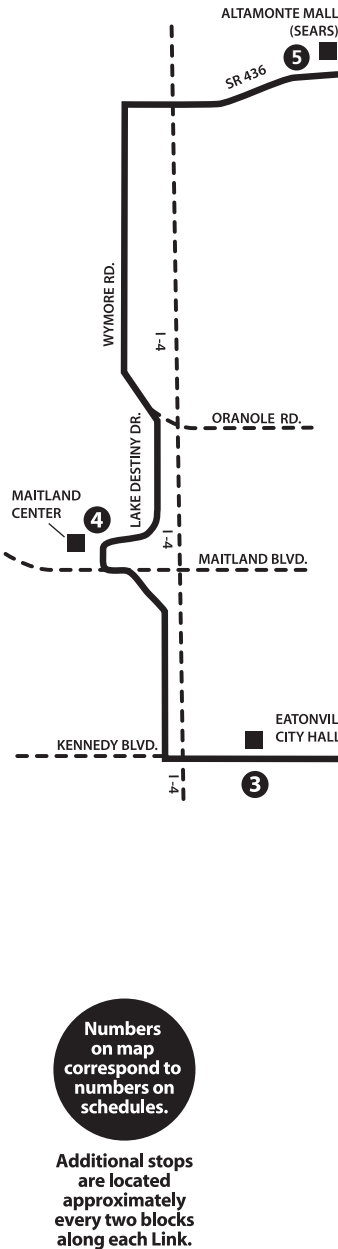 ALTAMONTE MALL
(SEARS)
5
SR 436
WYMORE RD.
I-4
ORANOLE RD.
LAKE DESTINY DR.
MAITLAND
CENTER
4
I-4
MAITLAND BLVD.
EATONVIL
CITY HALL
KENNEDY BLVD.
I-4
3
Numbers
on map
correspond to
numbers on
schedules.
Additional stops
are located
approximately
every two blocks
along each Link.